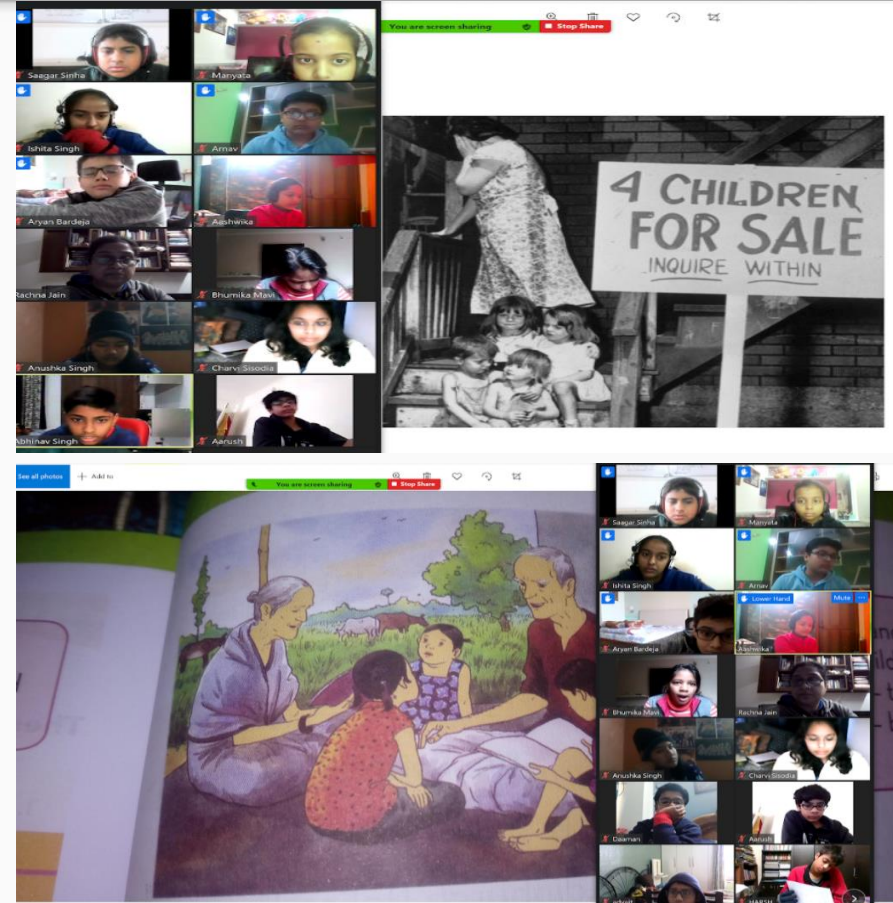 You are screen sharing
Stop Share
Saagar Sinha
Manyata
Ishita Singh
Arnav
Aryan Bardeja
Aashwika
Rachna Jain
Bhumika Mavi
Anushka Singh
Charvi Sisodia
Abhinav Singh
Aarush
4 CHILDREN
FOR SALE
INQUIRE WITHIN
See all photos
Add to
You are screen sharing
Stop Share
Saagar Sinha
Manyata
Ishita Singh
Arnav
Lower Hand
Mute
Aryan Bardeja
Aashwika
Bhumika Mavi
Rachna Jain
Anushka Singh
Charvi Sisodia
Daaman
Aarush
HARSH